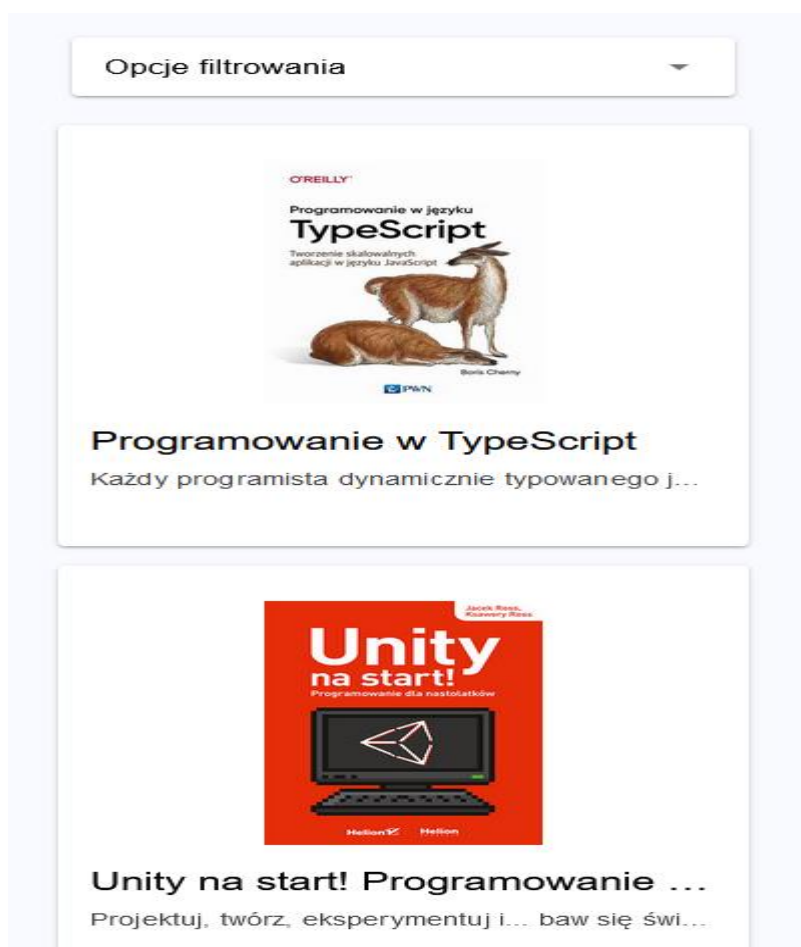 Opcje filtrowania
O'REILLY
Programowanie w języku
TypeScript
Tworzenie skalowalnych
aplikacji w języku JavaScript
Boris Cherny
PWN
Programowanie w TypeScript
Każdy programista dynamicznie typowanego j...
Jacek Ross,
Ksawery Ross
Unity
na start!
Programowanie dla nastolatków
Helion
Helion
Unity na start! Programowanie ...
Projektuj, twórz, eksperymentuj i... baw się świ...